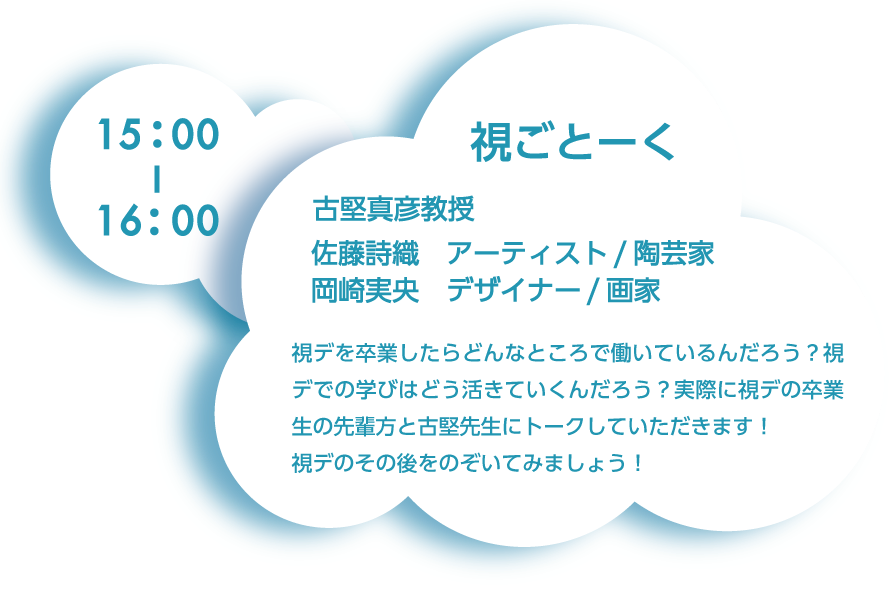 15:00
|
16:00
視ごとーく
古堅真彦教授
佐藤詩織　アーティスト / 陶芸家
岡崎実央　デザイナー / 画家
視デを卒業したらどんなところで働いているんだろう？視
デでの学びはどう活きていくんだろう？実際に視デの卒業
生の先輩方と古堅先生にトークしていただきます！
視デのその後をのぞいてみましょう！